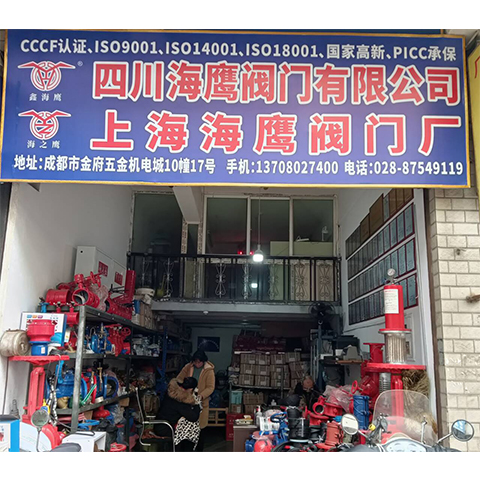 CCCF认证、ISO9001、ISO14001、ISO18001、国家高新、PICC承保
鑫海鹰
®
四川海鹰阀门有限公司
海之鹰
上海海鹰阀门厂
地址:成都市金府五金机电城10幢17号 手机:13708027400 电话:028-87549119